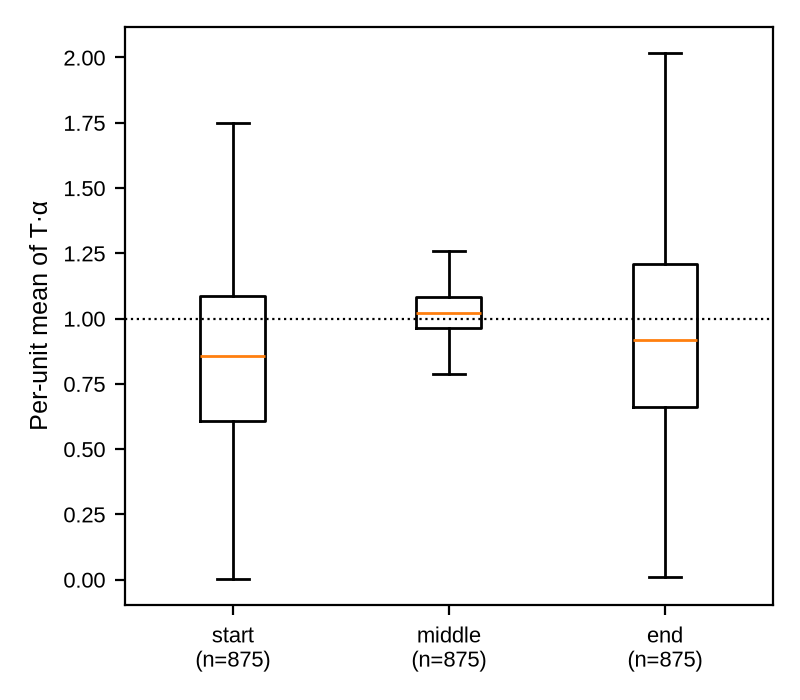 Per-unit mean of T·α
2.00
1.75
1.50
1.25
1.00
0.75
0.50
0.25
0.00
start
(n=875)
middle
(n=875)
end
(n=875)